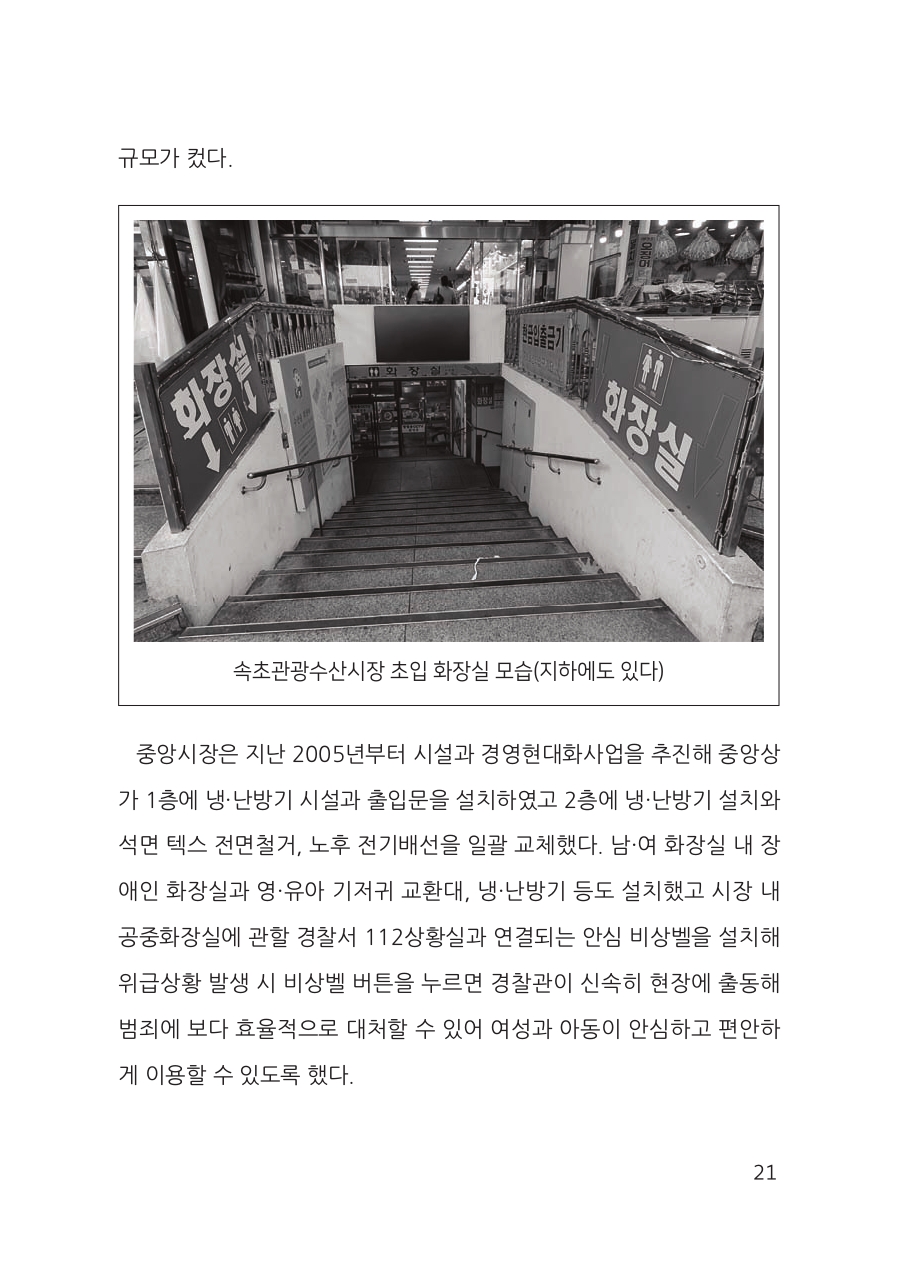 규모가 컸다.
화장실
현금입출금기
화장실
화장실
속초관광수산시장 초입 화장실 모습(지하에도 있다)
중앙시장은 지난 2005년부터 시설과 경영현대화사업을 추진해 중앙상
가 1층에 냉·난방기 시설과 출입문을 설치하였고 2층에 냉·난방기 설치와
석면 텍스 전면철거, 노후 전기배선을 일괄 교체했다. 남·여 화장실 내 장
애인 화장실과 영·유아 기저귀 교환대, 냉·난방기 등도 설치했고 시장 내
공중화장실에 관할 경찰서 112상황실과 연결되는 안심 비상벨을 설치해
위급상황 발생 시 비상벨 버튼을 누르면 경찰관이 신속히 현장에 출동해
범죄에 보다 효율적으로 대처할 수 있어 여성과 아동이 안심하고 편안하
게 이용할 수 있도록 했다.
21